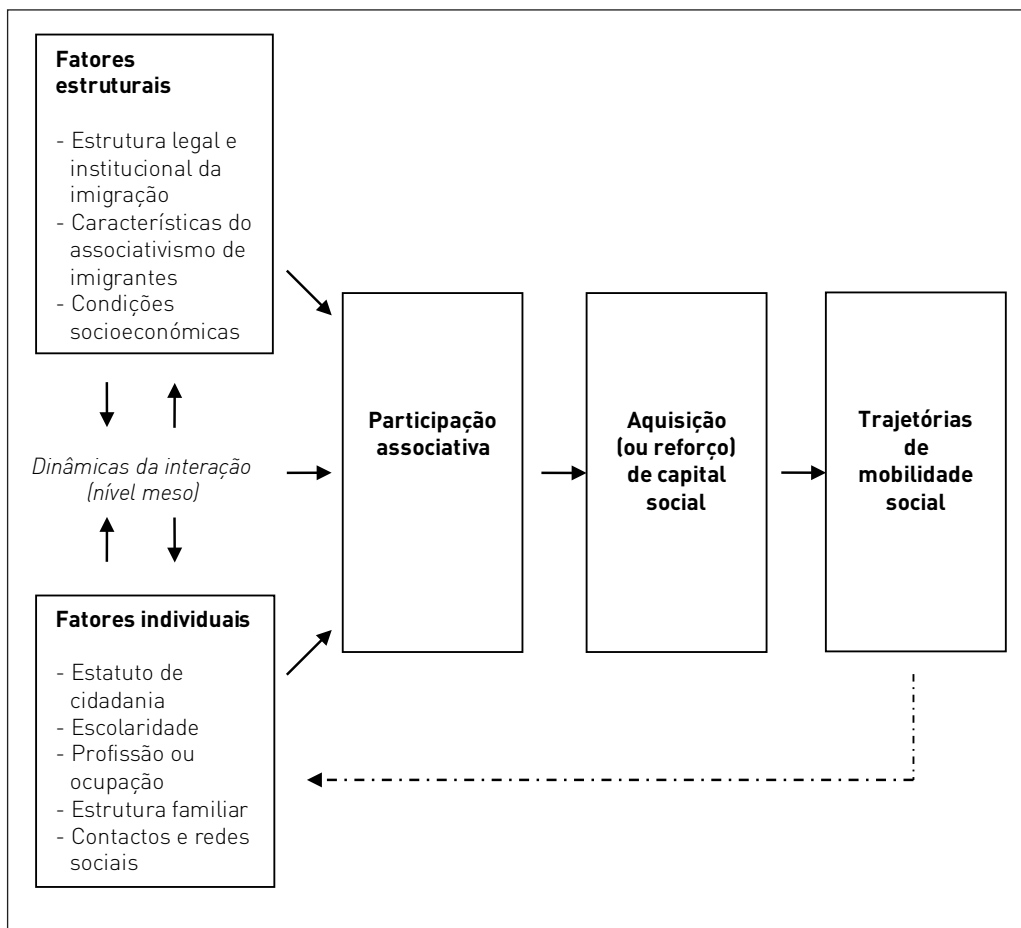 Fatores
estruturais
- Estrutura legal e
institucional da
imigração
- Características do
associativismo de
imigrantes
- Condições
socioeconómicas
Dinâmicas da interação
(nível meso)
Fatores individuais
- Estatuto de
cidadania
- Escolaridade
- Profissão ou
ocupação
- Estrutura familiar
- Contactos e redes
sociais
Participação
associativa
Aquisição
(ou reforço)
de capital
social
Trajetórias
de
mobilidade
social